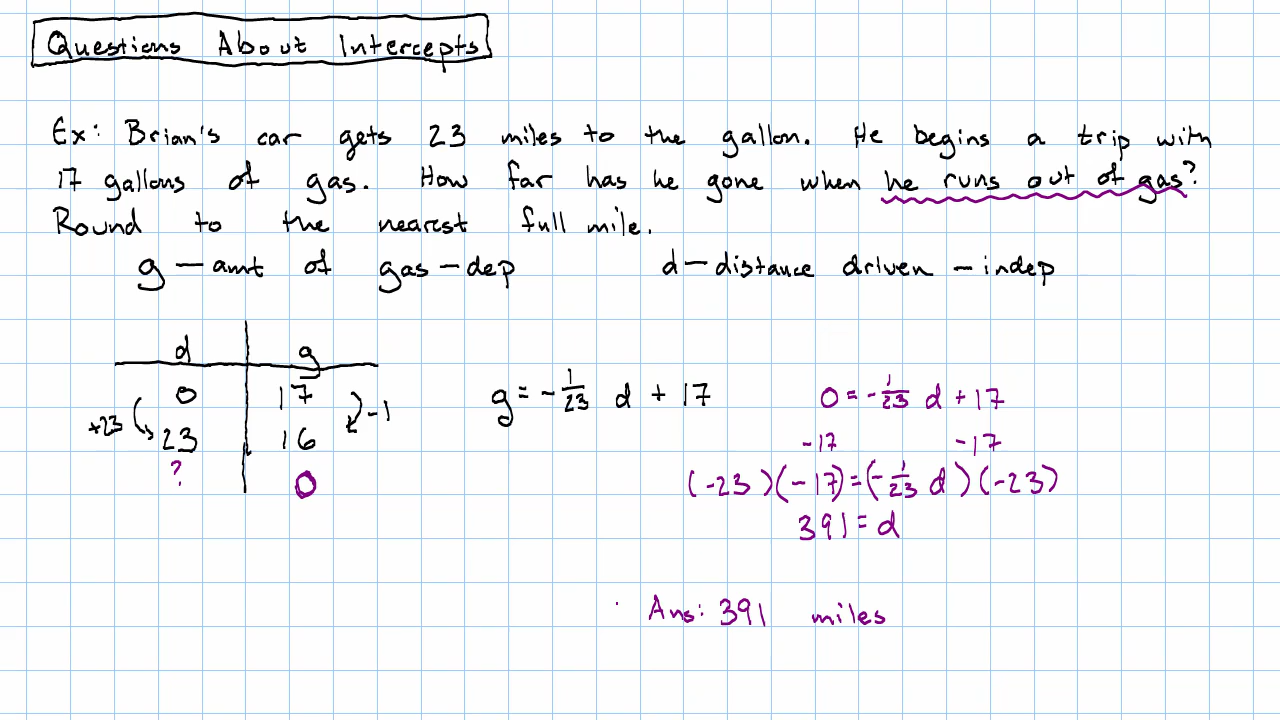 Questions About Intercepts
Ex: Brian's car gets 23 miles to the gallon. He begins a trip with
17 gallons of gas. How far has he gone when he runs out of gas?
Round to the nearest full mile.
g – amt of gas – dep d – distance driven – indep
d g
0 17
+23 -1
23 16
? 0
g = -1/23 d + 17
0 = -1/23 d + 17
-17 -17
(-23)(-17) = (-1/23 d)(-23)
391 = d
Ans: 391 miles